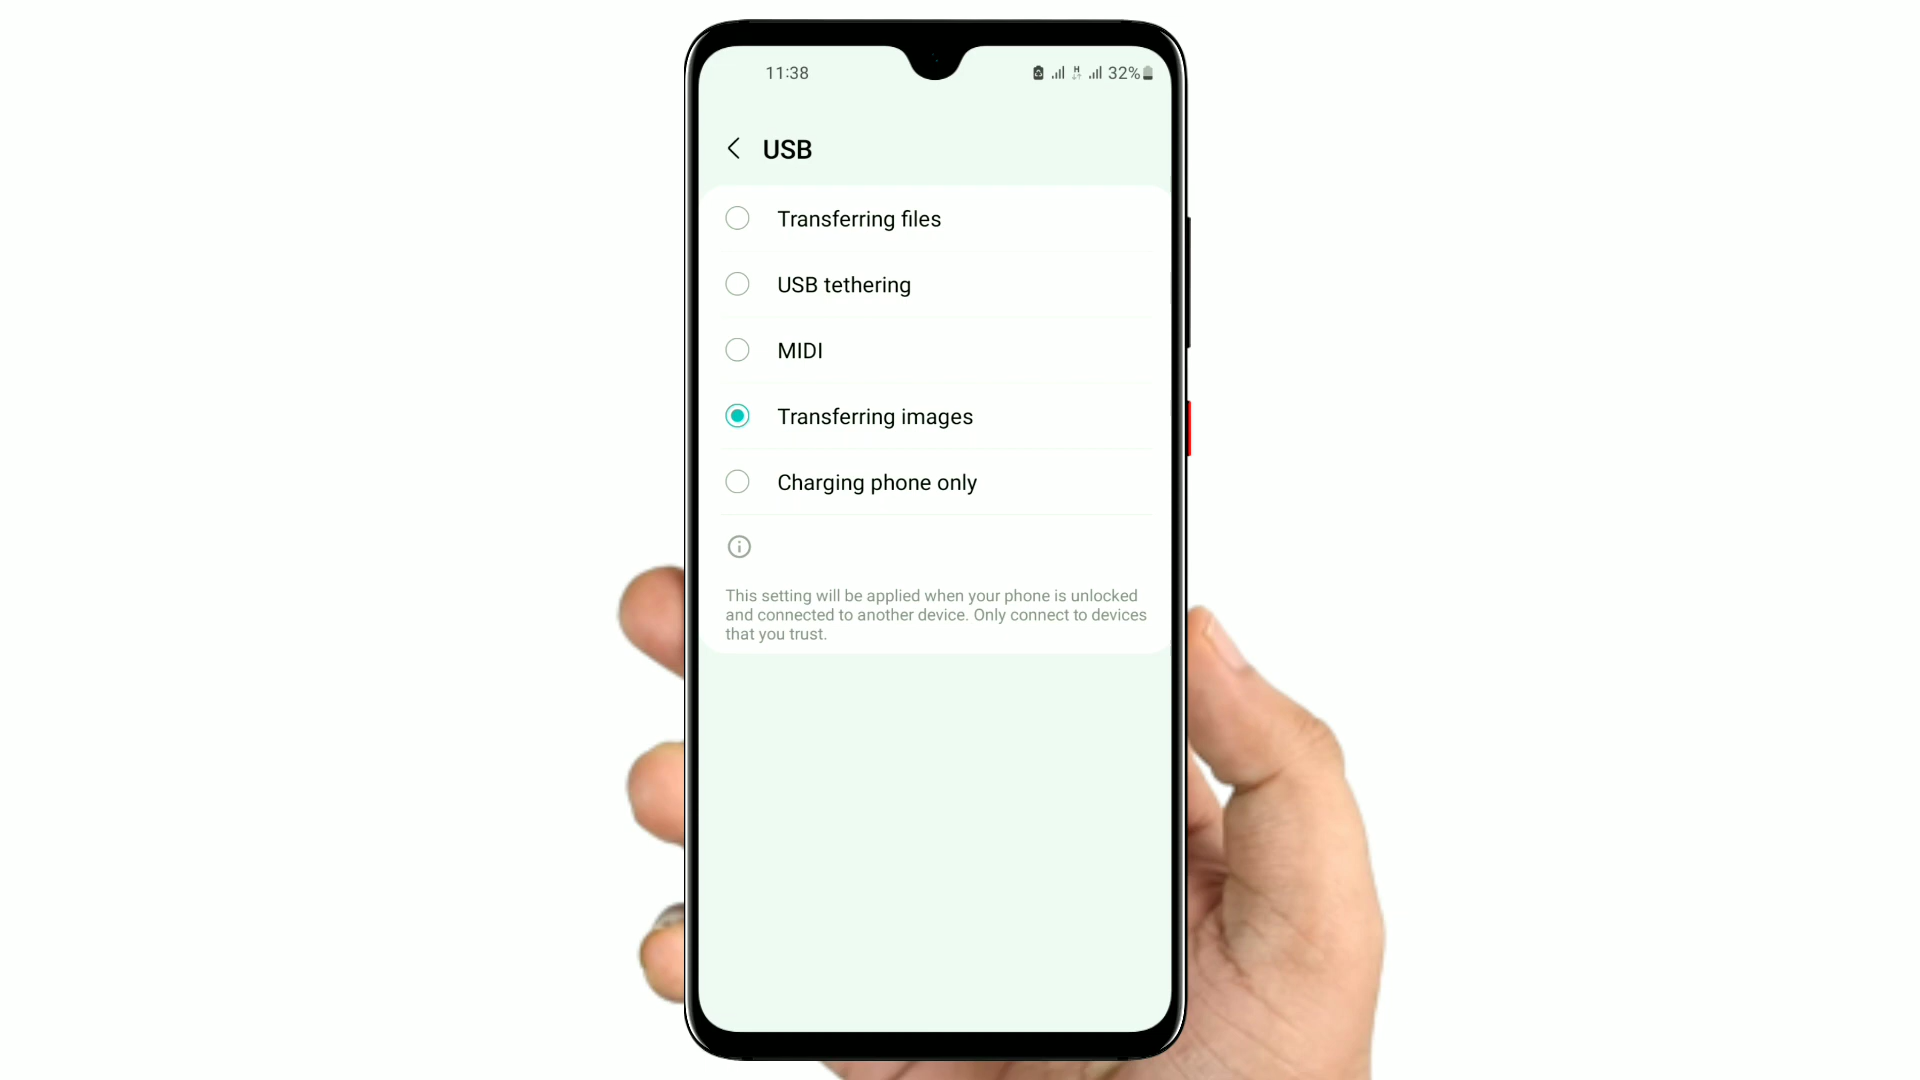 11:38
H 32%
USB
Transferring files
USB tethering
MIDI
Transferring images
Charging phone only
This setting will be applied when your phone is unlocked
and connected to another device. Only connect to devices
that you trust.